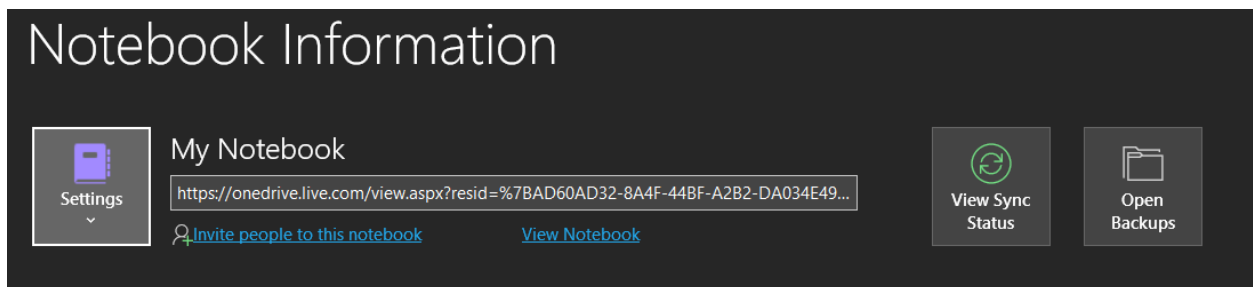 Notebook Information
My Notebook
https://onedrive.live.com/view.aspx?resid=%7BAD60AD32-8A4F-44BF-A2B2-DA034E49...
Settings
Invite people to this notebook
View Notebook
View Sync
Status
Open
Backups